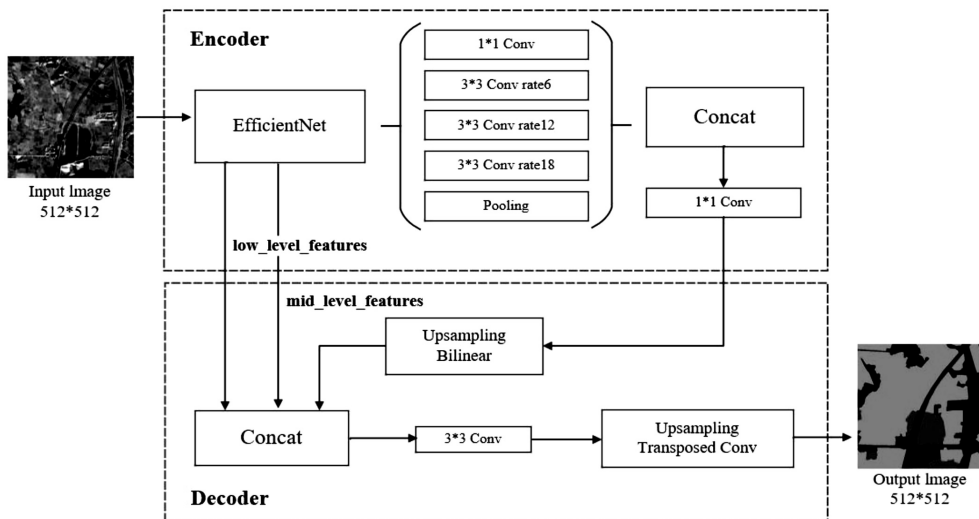 Encoder
1*1 Conv
3*3 Conv rate6
3*3 Conv rate12
3*3 Conv rate18
Pooling
EfficientNet
Concat
1*1 Conv
Input Image
512*512
low_level_features
mid_level_features
Upsampling
Bilinear
Concat
3*3 Conv
Upsampling
Transposed Conv
Output Image
512*512
Decoder